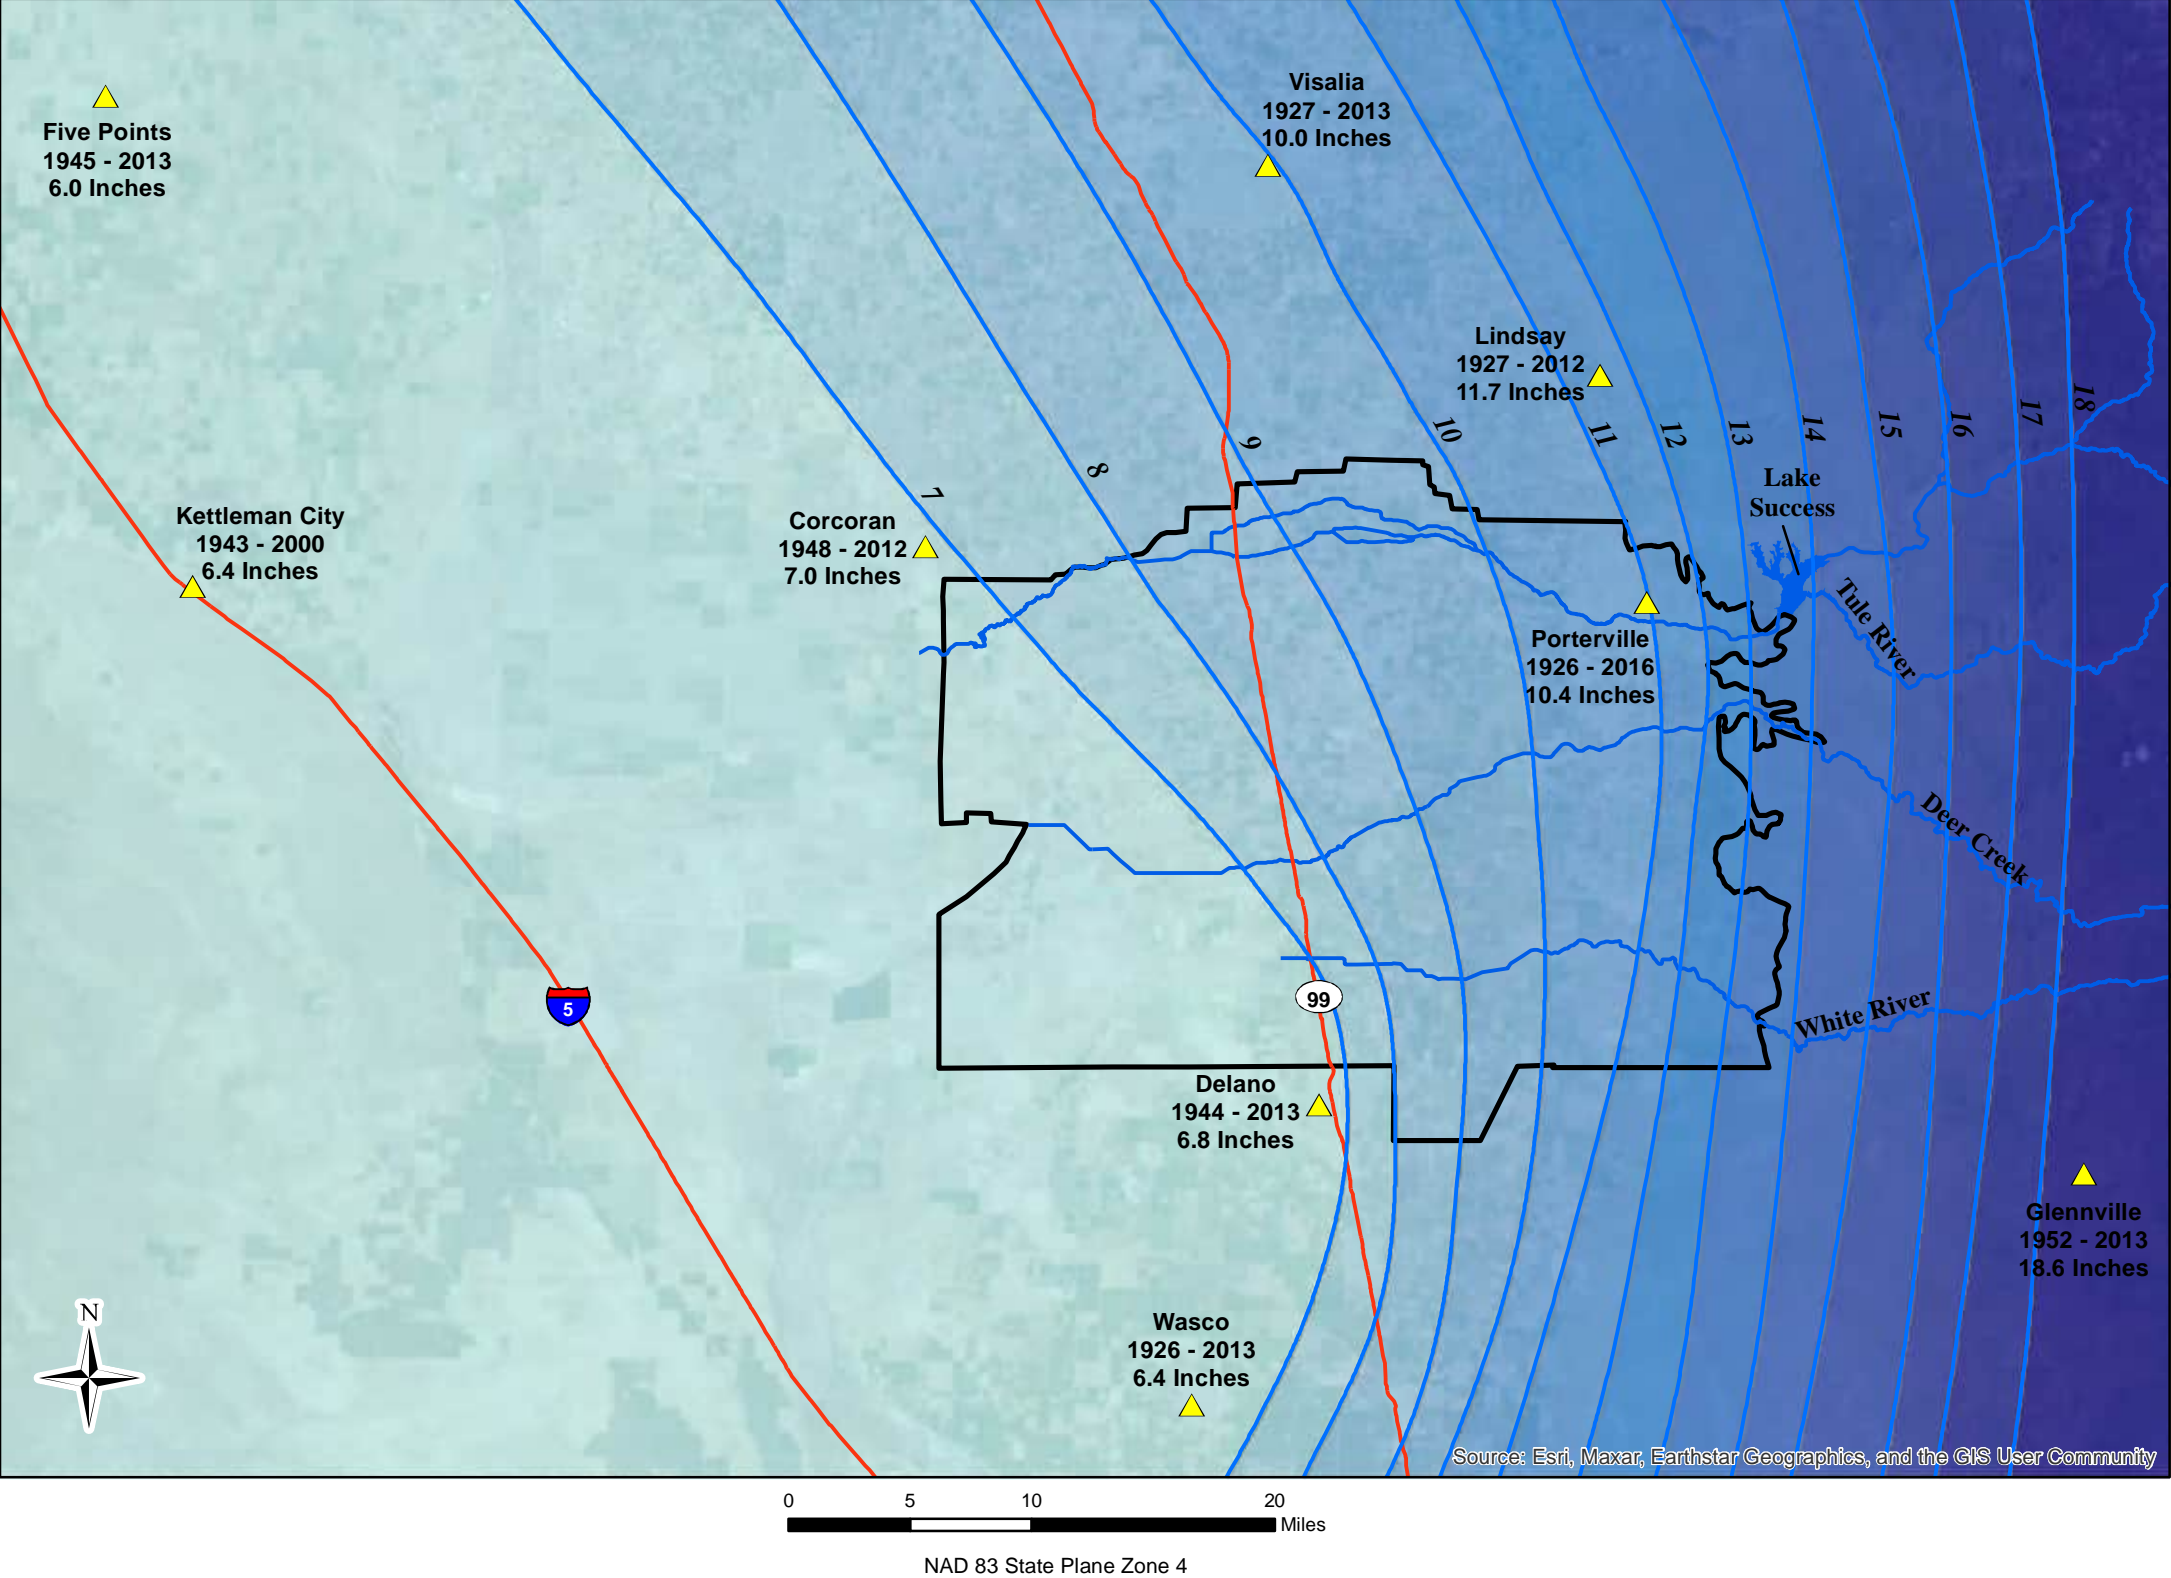 Visalia
1927 - 2013
10.0 Inches
Five Points
1945 - 2013
6.0 Inches
Lindsay
1927 - 2012
11.7 Inches
18
17
16
15
14
13
12
11
10
9
8
7
Lake
Success
Kettleman City
1943 - 2000
6.4 Inches
Corcoran
1948 - 2012
7.0 Inches
Tule River
Porterville
1926 - 2016
10.4 Inches
Deer Creek
5
99
White River
Delano
1944 - 2013
6.8 Inches
Glennville
1952 - 2013
18.6 Inches
N
Wasco
1926 - 2013
6.4 Inches
Source: Esri, Maxar, Earthstar Geographics, and the GIS User Community
0 5 10 20
Miles
NAD 83 State Plane Zone 4